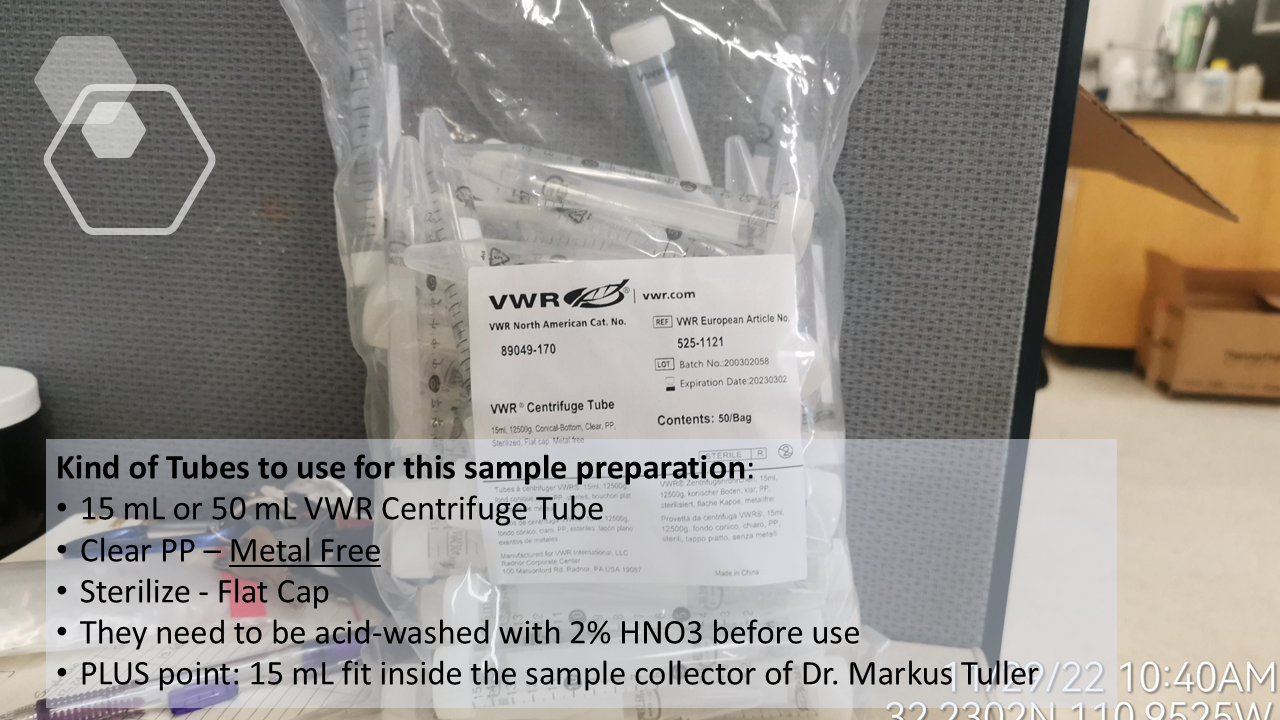 VWR | vwr.com
VWR North American Cat. No.
89049-170
REF VWR European Article No.
525-1121
LOT Batch No.:200302058
Expiration Date:20230302
VWR® Centrifuge Tube
15ml, 12500g, Conical-Bottom, Clear, PP,
Sterilized, Flat cap. Metal free
Contents: 50/Bag
STERILE R
Kind of Tubes to use for this sample preparation:
• 15 mL or 50 mL VWR Centrifuge Tube
• Clear PP – Metal Free
• Sterilize - Flat Cap
• They need to be acid-washed with 2% HNO3 before use
• PLUS point: 15 mL fit inside the sample collector of Dr. Markus Tuller
Tubes à centrifuger VWR®, 15ml, 12500g,
VWR® Zentrifugenröhrchen, 15ml,
12500g, konischer Boden, klar, PP,
sterilisiert, flache Kappe, metallfrei
fondo cónico, claro, PP, estériles, tapón plano
exentos de metales
Provetta da centrifuga VWR®, 15ml,
12500g, fondo conico, chiaro, PP,
sterili, tappo piatto, senza metalli
Manufactured for VWR International, LLC
Radnor Corporate Center
100 Matsonford Rd. Radnor, PA USA 19087
Made in China
11/29/22 10:40AM
32.2302N 110.9525W